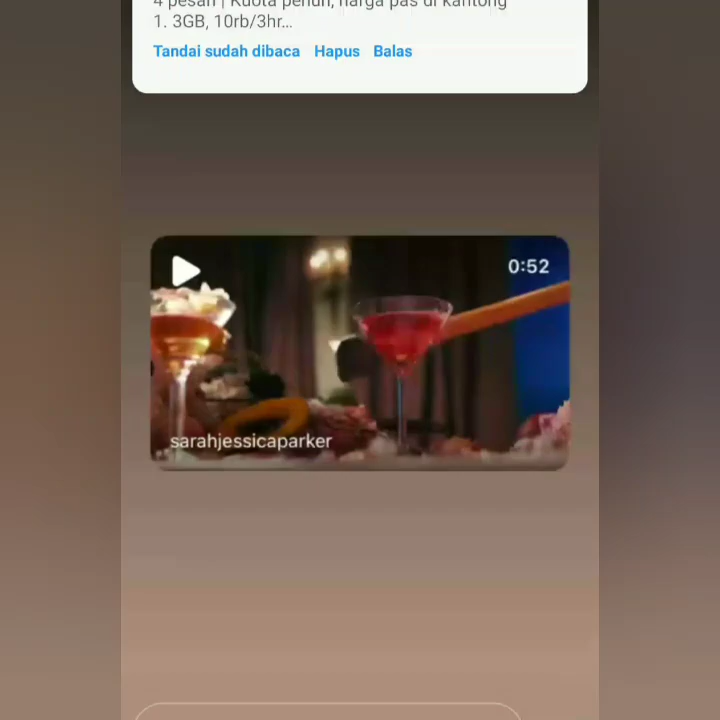 4 pesan | Kuota penuh, harga pas di kantong
1. 3GB, 10rb/3hr...
Tandai sudah dibaca Hapus Balas
0:52
sarahjessicaparker